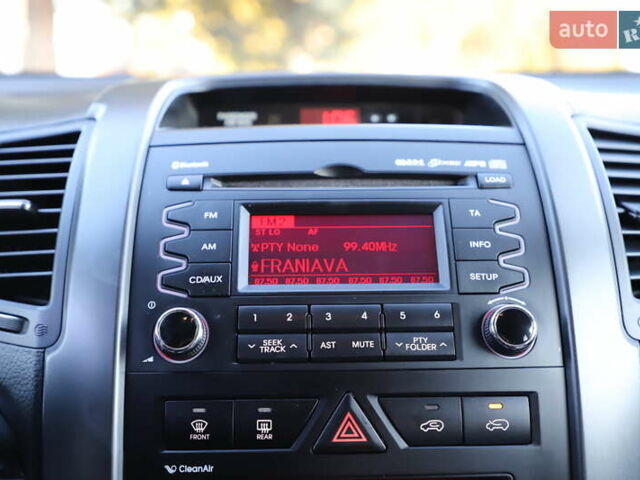 auto
Bluetooth
LOAD
FM
FM2
TA
ST LO AF
AM
PTY None 99.40MHz
INFO
CD/AUX
FRANIAVA
SETUP
87.50 87.50 87.50 87.50 87.50 87.50
1 2 3 4 5 6
SEEK TRACK
AST MUTE
PTY FOLDER
FRONT
REAR
CleanAir